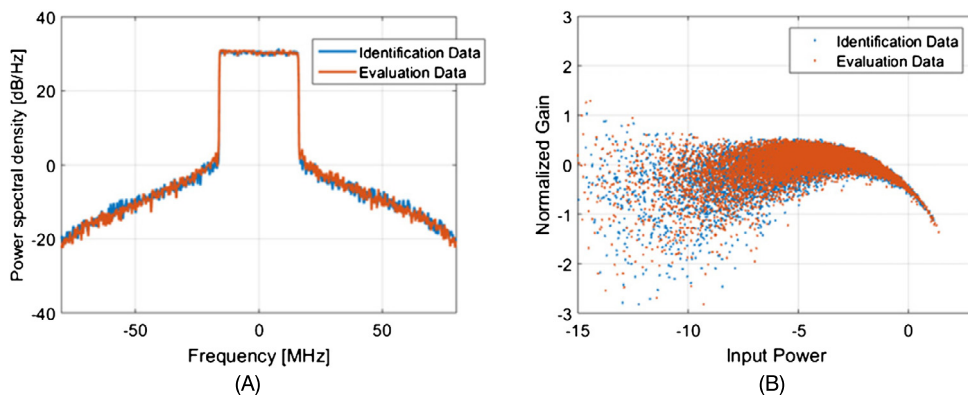 40
20
0
-20
-40
-50
0
50
Power spectral density [dB/Hz]
Frequency [MHz]
Identification Data
Evaluation Data
(A)
3
2
1
0
-1
-2
-3
-15
-10
-5
0
Normalized Gain
Input Power
Identification Data
Evaluation Data
(B)